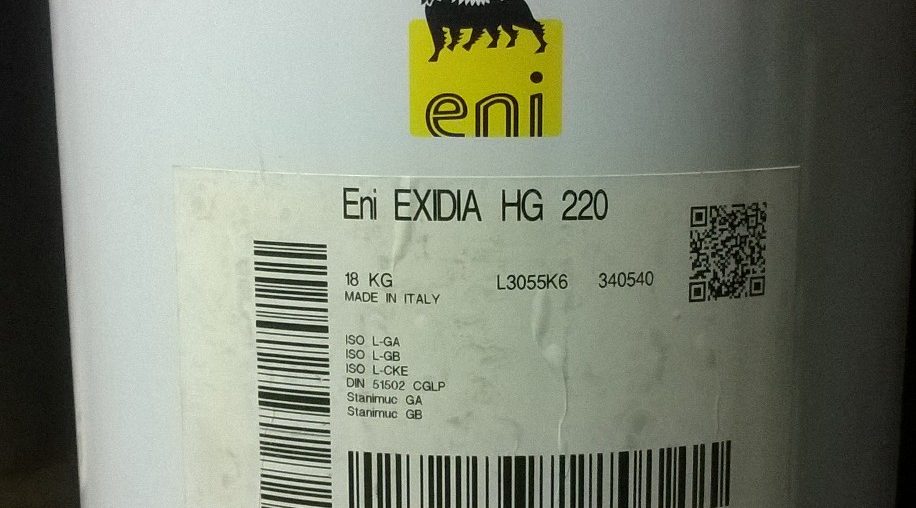 eni
Eni EXIDIA HG 220
18 KG L3055K6 340540
MADE IN ITALY
ISO L-GA
ISO L-GB
ISO L-CKE
DIN 51502 CGLP
Stanimuc GA
Stanimuc GB